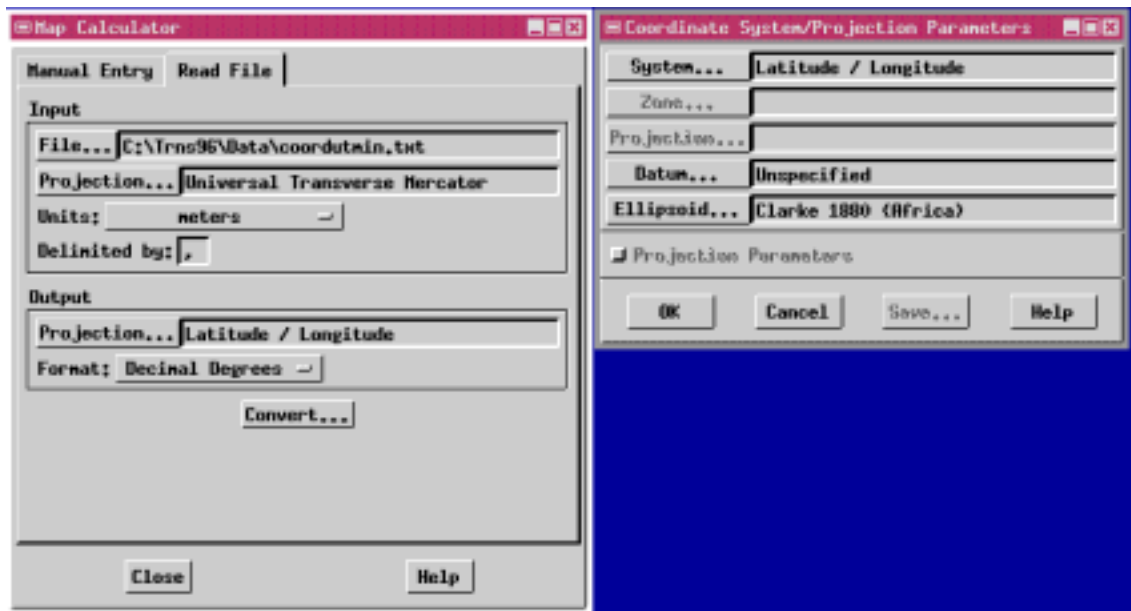 Map Calculator
Manual Entry Read File
Input
File... C:\Trns96\Data\coordutmin.txt
Projection... Universal Transverse Mercator
Units: meters
Delimited by: ,
Output
Projection... Latitude / Longitude
Format: Decimal Degrees
Convert...
Close Help
Coordinate System/Projection Parameters
System... Latitude / Longitude
Zone...
Projection...
Datum... Unspecified
Ellipsoid... Clarke 1880 (Africa)
Projection Parameters
OK Cancel Save... Help